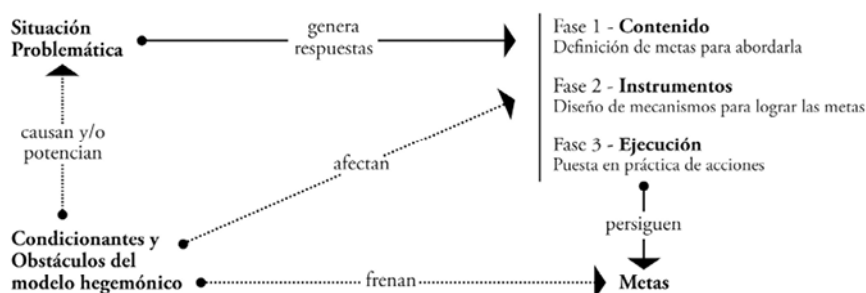 Situación
Problemática
genera
respuestas
Fase 1 - Contenido
Definición de metas para abordarla
Fase 2 - Instrumentos
Diseño de mecanismos para lograr las metas
Fase 3 - Ejecución
Puesta en práctica de acciones
causan y/o
potencian
afectan
persiguen
Condicionantes y
Obstáculos del
modelo hegemónico
frenan
Metas